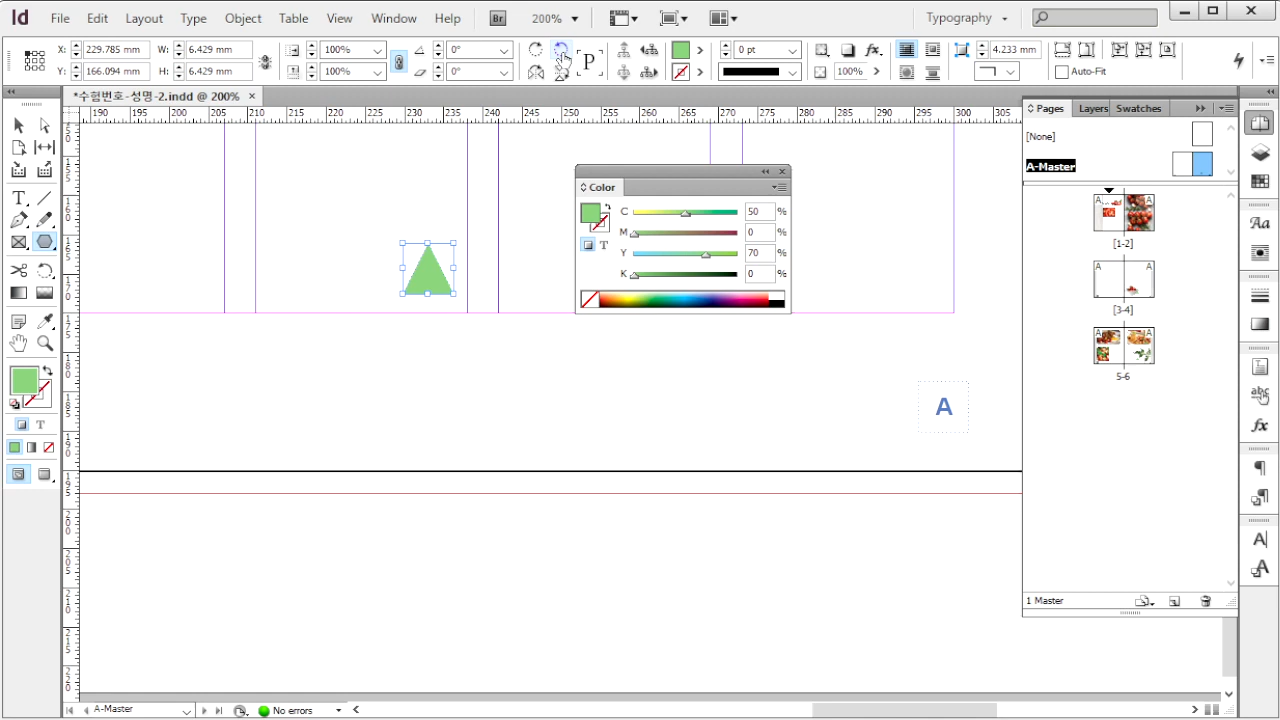 Id File Edit Layout Type Object Table View Window Help Br 200% Typography
X: 229.785 mm W: 6.429 mm 100% 0° P 0 pt 4.233 mm
Y: 166.094 mm H: 6.429 mm 100% 0° 100% Auto-Fit
*수험번호-성명-2.indd @ 200% ×
190 195 200 205 210 215 220 225 230 235 240 245 250 255 260 265 270 275 280 285 290 295 300 305
Pages Layers Swatches
[None]
A-Master
Color
C 50 %
M 0 %
Y 70 %
K 0 %
A A
[1-2]
A A
[3-4]
A A
5-6
A
1 Master
A-Master No errors